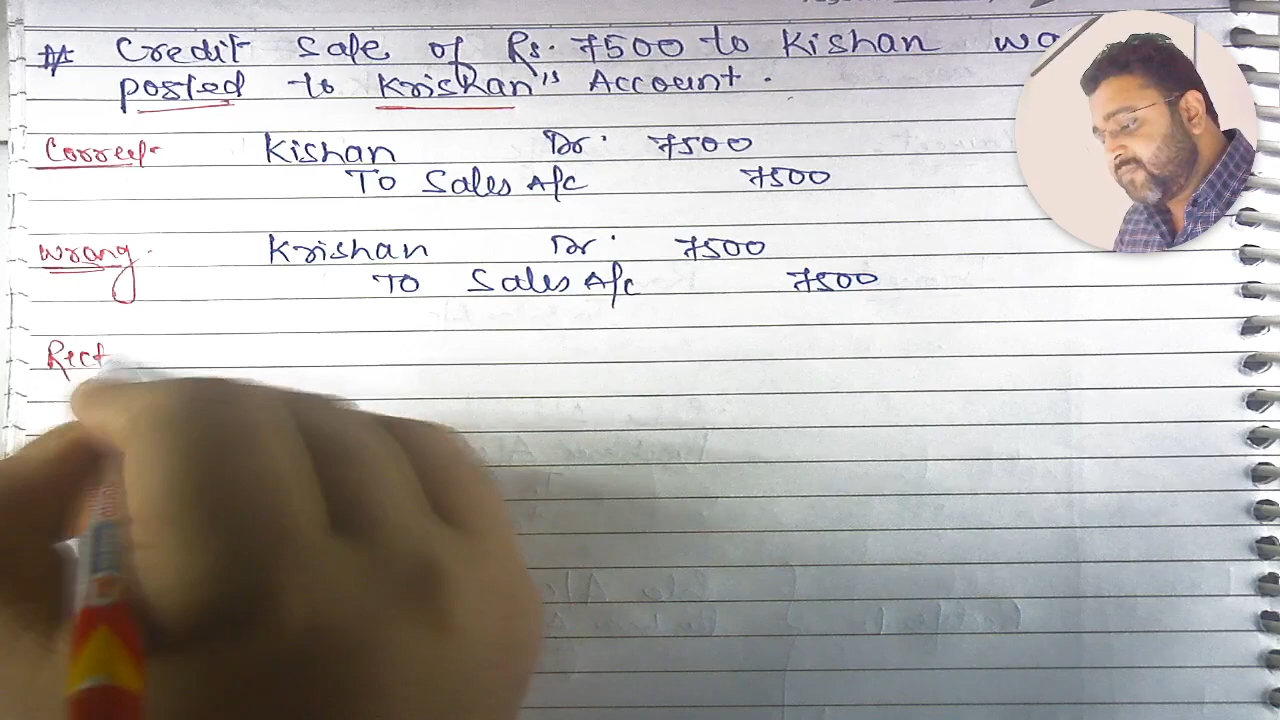 Credit Sale of Rs. 7500 to Kishan wa
posted to Krishan's Account.
Correct
Kishan Dr. 7500
To Sales A/c 7500
Wrong
Krishan Dr. 7500
To Sales A/c 7500
Rect